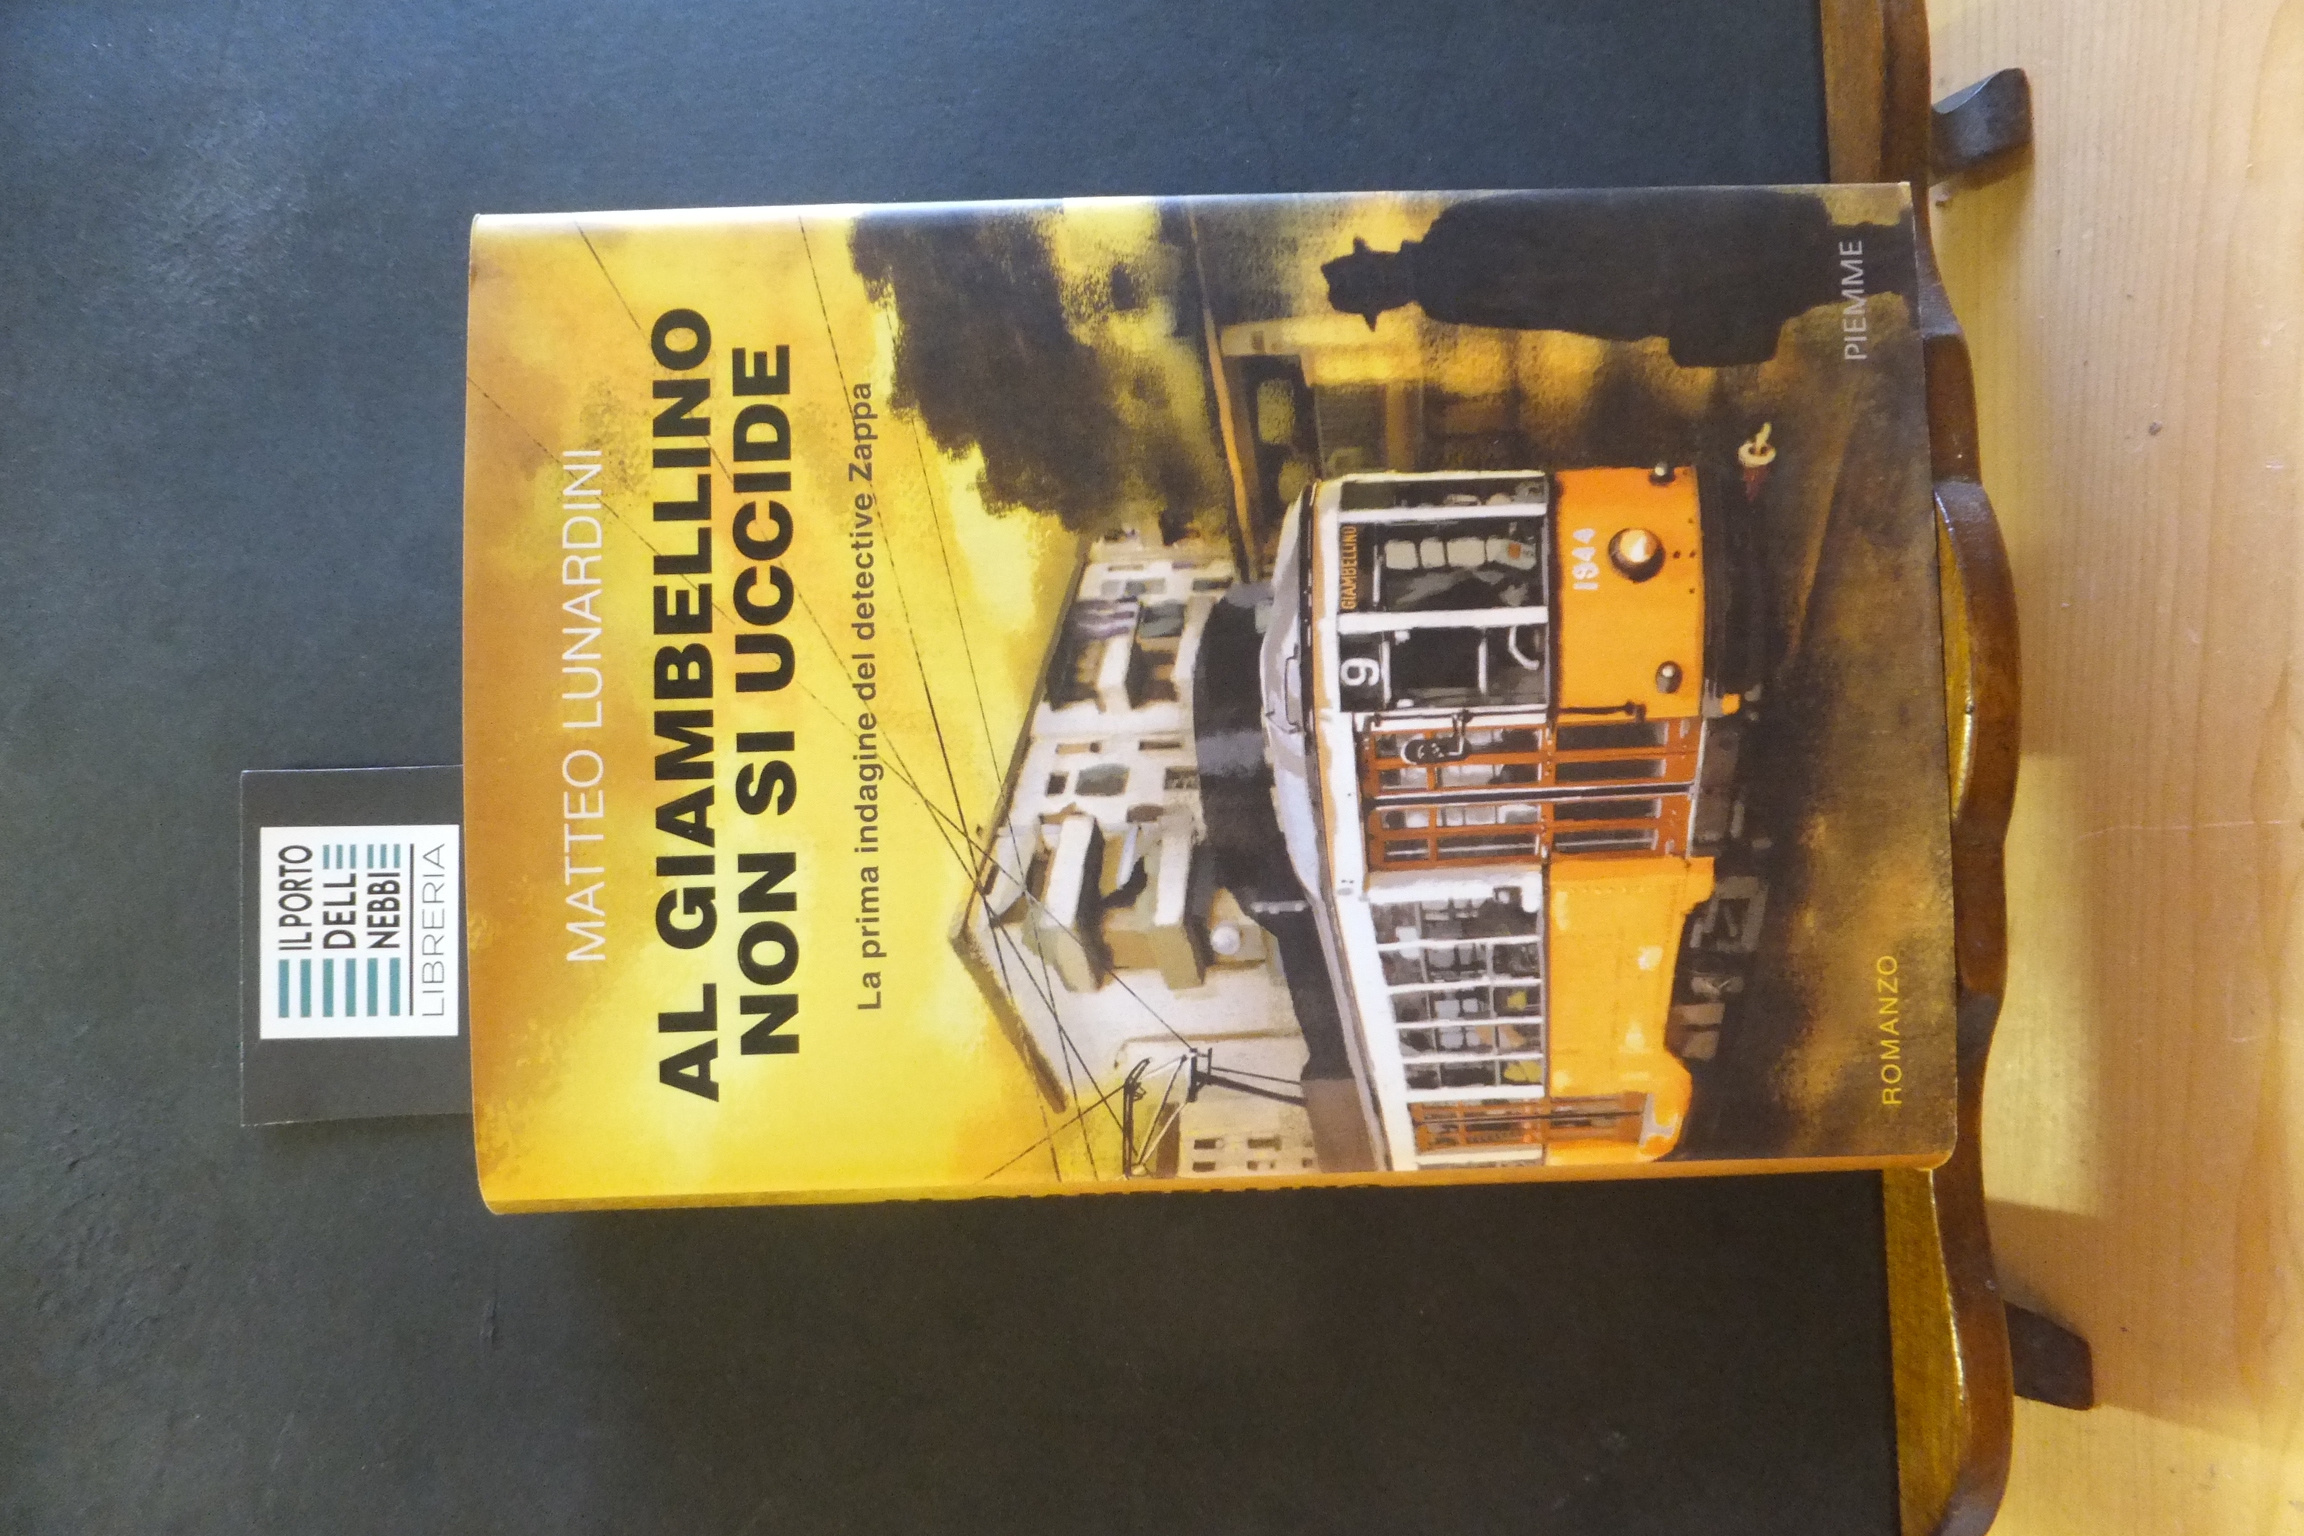 IL PORTO
DELLE
NEBBIE
LIBRERIA
MATTEO LUNARDINI
AL GIAMBELLINO
NON SI UCCIDE
La prima indagine del detective Zappa
9
GIAMBELLINO
1944
ROMANZO
PIEMME